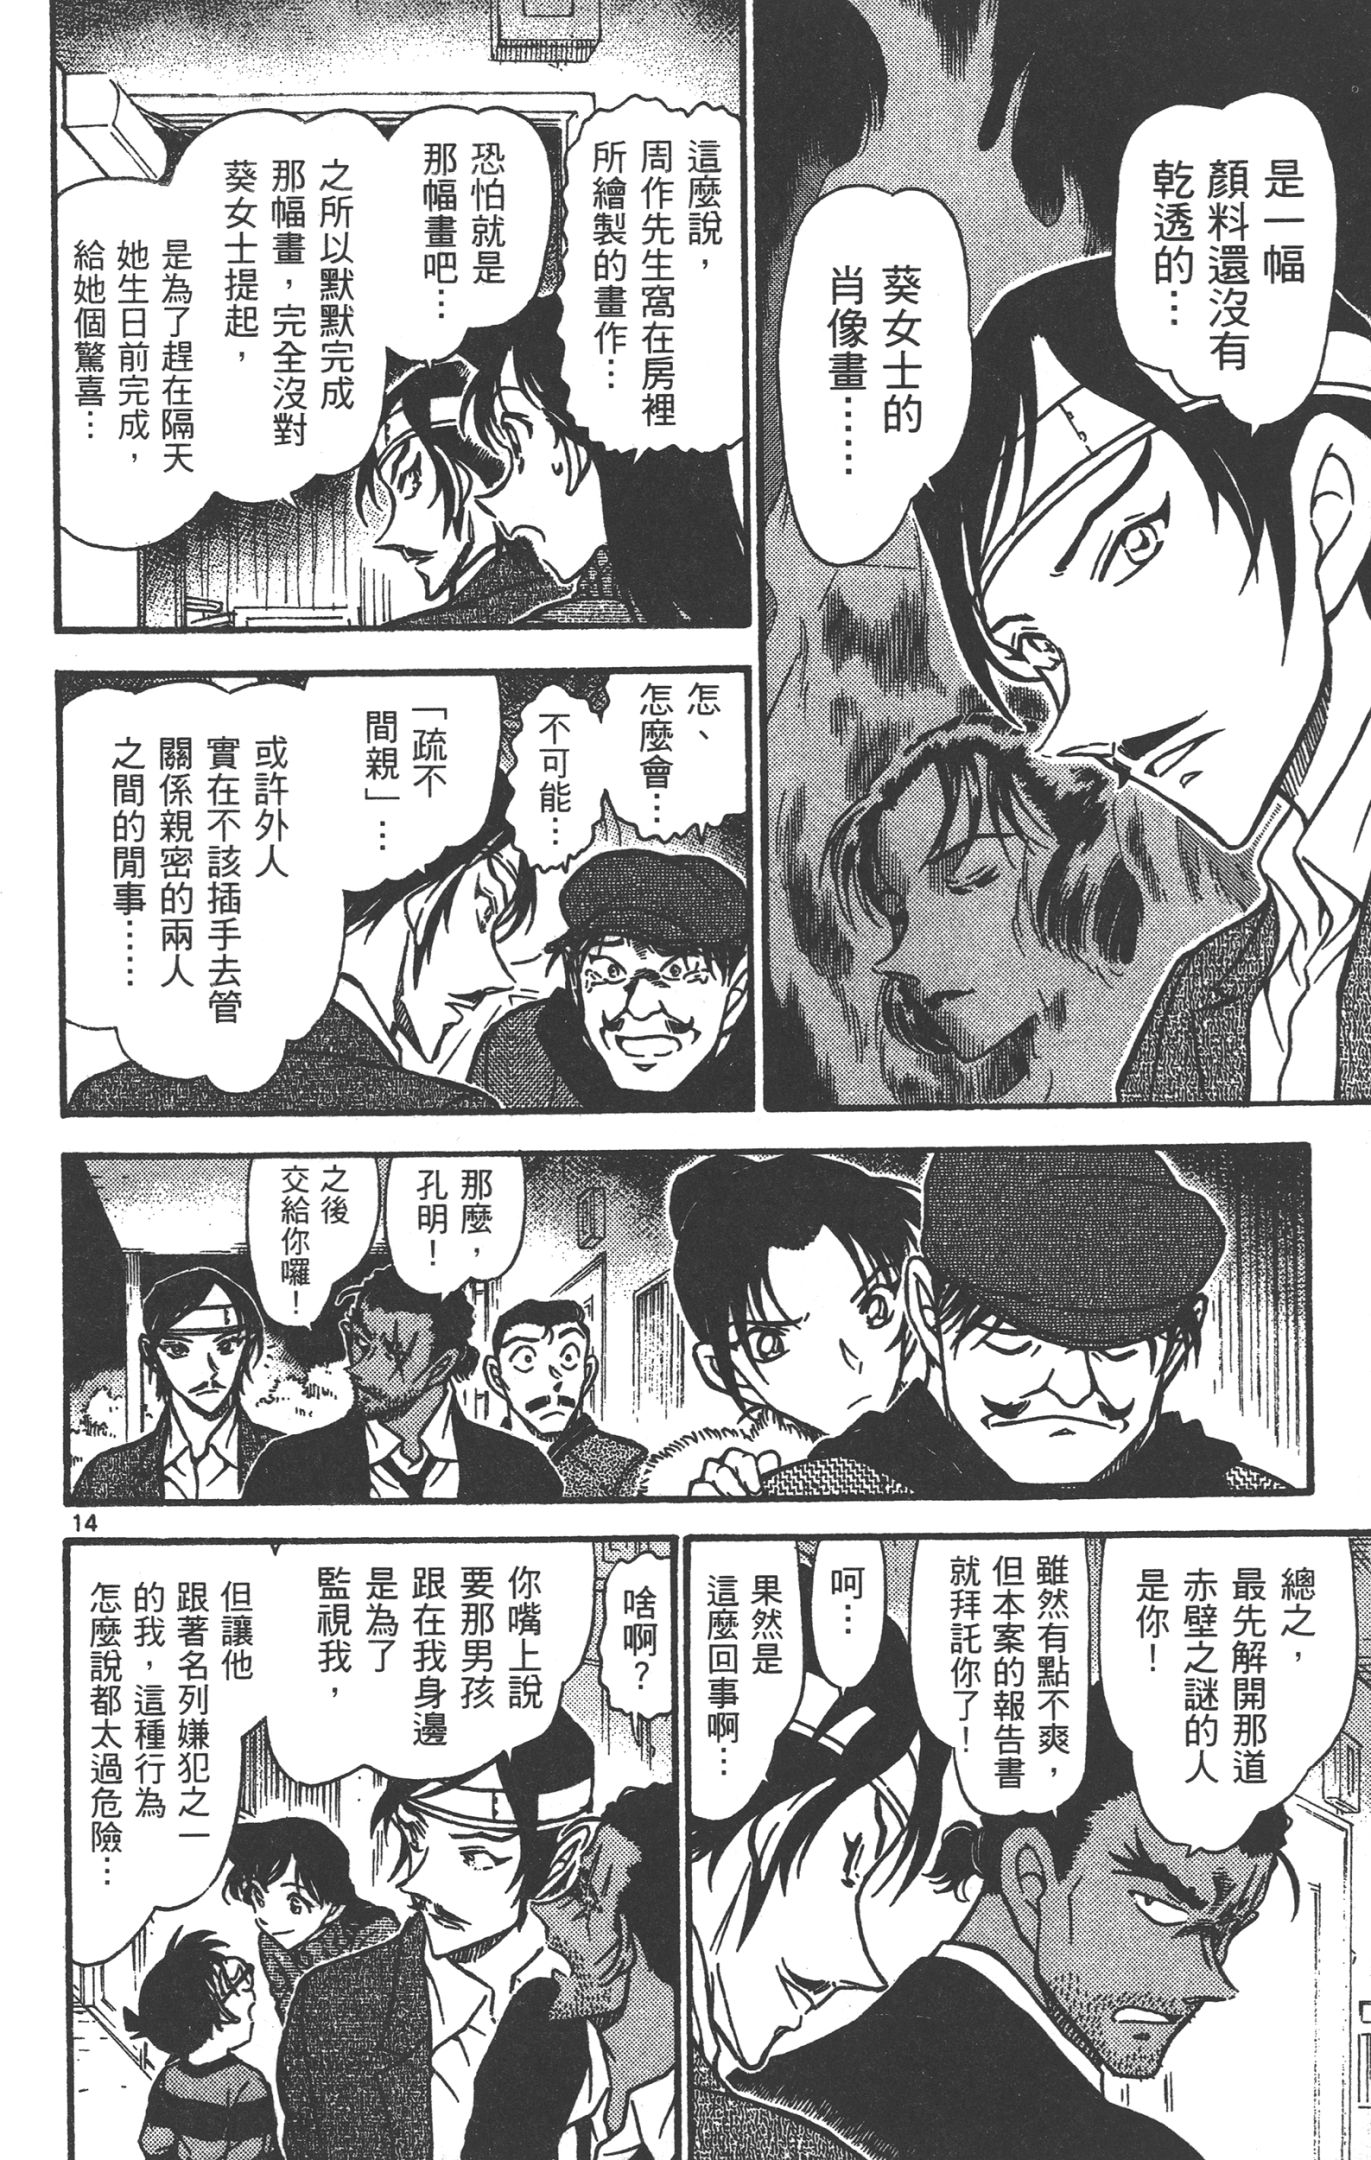 是一幅
顏料還沒有
乾透的…
葵女士的
肖像畫……
這麼說，
周作先生窩在房裡
所繪製的畫作…
恐怕就是
那幅畫吧…
之所以默默完成
那幅畫，完全沒對
葵女士提起，
是為了趕在隔天
她生日前完成，
給她個驚喜…
怎、
怎麼會…
不可能…
「疏不
間親」…
或許外人
實在不該插手去管
關係親密的兩人
之間的閒事……
那麼，
孔明！
之後
交給你囉！
14
總之，
最先解開那道
赤壁之謎的人
是你！
雖然有點不爽，
但本案的報告書
就拜託你了！
呵…
果然是
這麼回事啊…
啥啊？
你嘴上說
要那男孩
跟在我身邊
是為了
監視我，
但讓他
跟著名列嫌犯之一
的我，這種行為
怎麼說都太過危險…